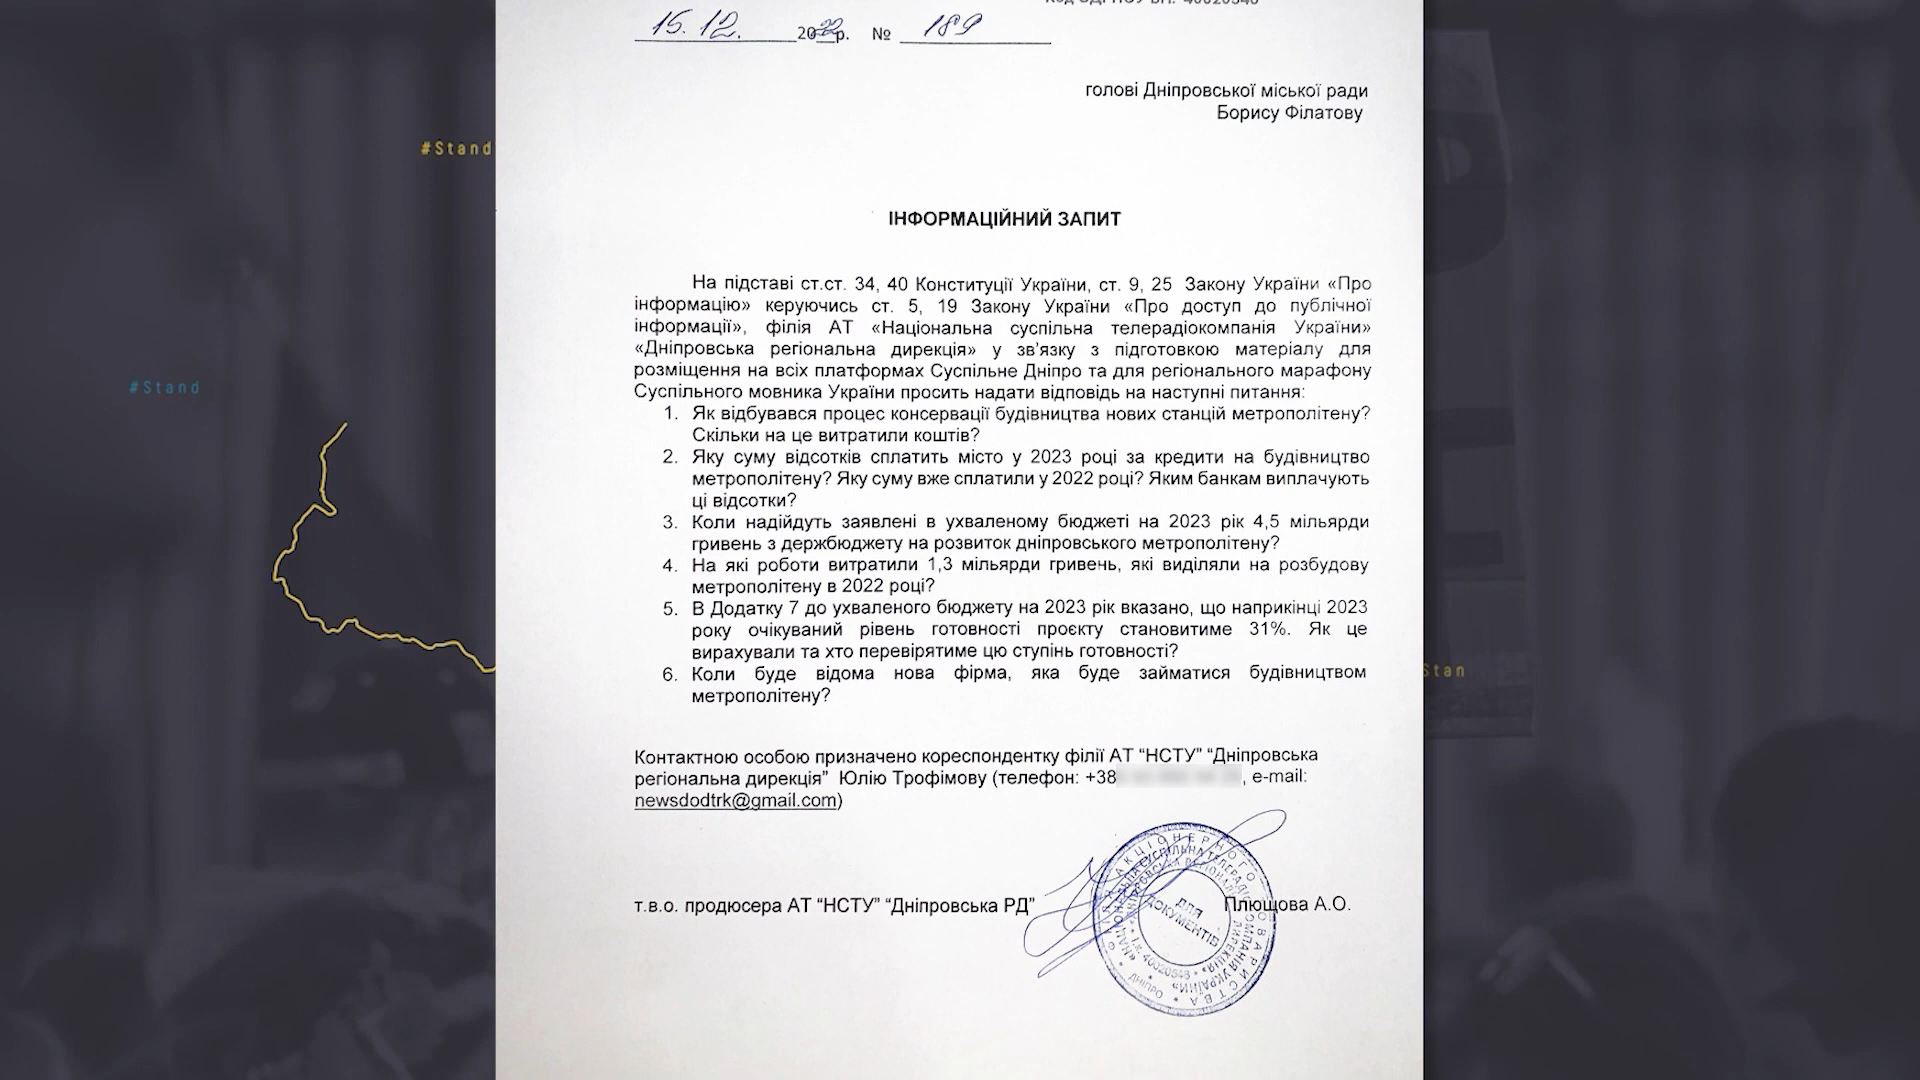 15.12. 2022р. № 189
голові Дніпровської міської ради
Борису Філатову
#Stand
ІНФОРМАЦІЙНИЙ ЗАПИТ
На підставі ст.ст. 34, 40 Конституції України, ст. 9, 25 Закону України «Про
інформацію» керуючись ст. 5, 19 Закону України «Про доступ до публічної
інформації», філія АТ «Національна суспільна телерадіокомпанія України»
«Дніпровська регіональна дирекція» у зв’язку з підготовкою матеріалу для
розміщення на всіх платформах Суспільне Дніпро та для регіонального марафону
Суспільного мовника України просить надати відповідь на наступні питання:
#Stand
1. Як відбувався процес консервації будівництва нових станцій метрополітену?
Скільки на це витратили коштів?
2. Яку суму відсотків сплатить місто у 2023 році за кредити на будівництво
метрополітену? Яку суму вже сплатили у 2022 році? Яким банкам виплачують
ці відсотки?
3. Коли надійдуть заявлені в ухваленому бюджеті на 2023 рік 4,5 мільярди
гривень з держбюджету на розвиток дніпровського метрополітену?
4. На які роботи витратили 1,3 мільярди гривень, які виділяли на розбудову
метрополітену в 2022 році?
5. В Додатку 7 до ухваленого бюджету на 2023 рік вказано, що наприкінці 2023
року очікуваний рівень готовності проєкту становитиме 31%. Як це
вирахували та хто перевірятиме цю ступінь готовності?
6. Коли буде відома нова фірма, яка буде займатися будівництвом
метрополітену?
Stan
Контактною особою призначено кореспондентку філії АТ “НСТУ” “Дніпровська
регіональна дирекція” Юлію Трофімову (телефон: +38 , e-mail:
newsdodtrk@gmail.com)
т.в.о. продюсера АТ “НСТУ” “Дніпровська РД” Плющова А.О.
ДЛЯ
ДОКУМЕНТІВ
40020548
ДНІПРО